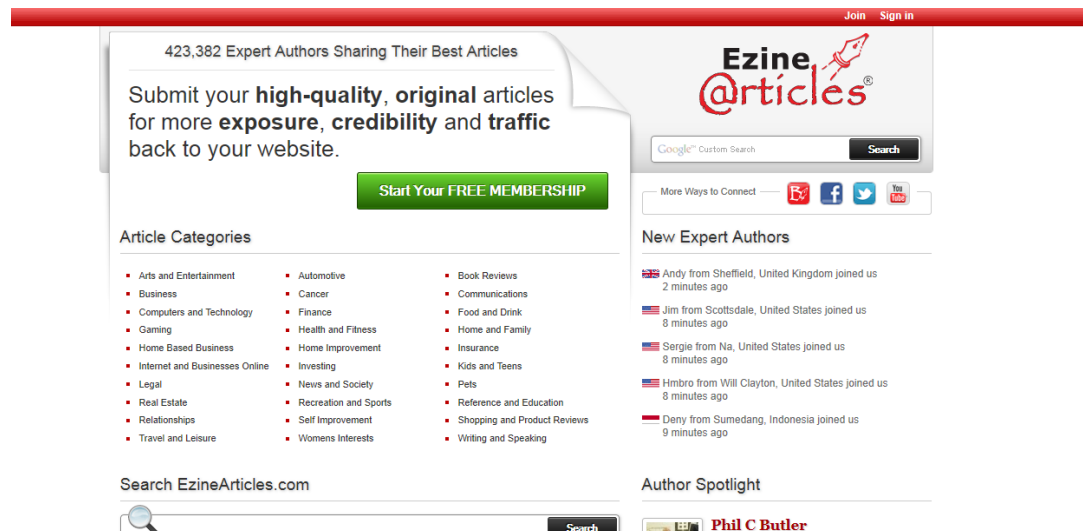 Join Sign in
423,382 Expert Authors Sharing Their Best Articles
Submit your high-quality, original articles
for more exposure, credibility and traffic
back to your website.
Start Your FREE MEMBERSHIP
Ezine
@rticles®
Google™ Custom Search
Search
More Ways to Connect
You
Tube
Article Categories
Arts and Entertainment
Business
Computers and Technology
Gaming
Home Based Business
Internet and Businesses Online
Legal
Real Estate
Relationships
Travel and Leisure
Automotive
Cancer
Finance
Health and Fitness
Home Improvement
Investing
News and Society
Recreation and Sports
Self Improvement
Womens Interests
Book Reviews
Communications
Food and Drink
Home and Family
Insurance
Kids and Teens
Pets
Reference and Education
Shopping and Product Reviews
Writing and Speaking
New Expert Authors
Andy from Sheffield, United Kingdom joined us
2 minutes ago
Jim from Scottsdale, United States joined us
8 minutes ago
Sergie from Na, United States joined us
8 minutes ago
Hmbro from Will Clayton, United States joined us
8 minutes ago
Deny from Sumedang, Indonesia joined us
9 minutes ago
Search EzineArticles.com
Search
Author Spotlight
Phil C Butler